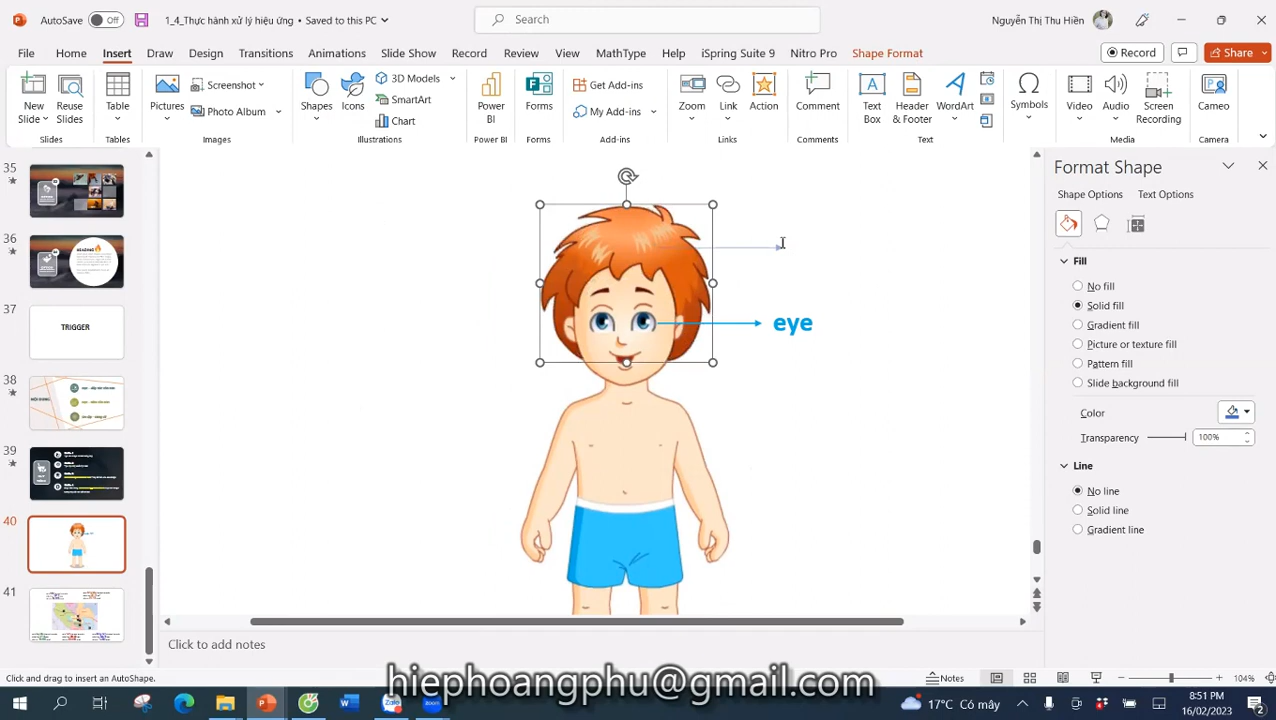 AutoSave Off 1_4_Thực hành xử lý hiệu ứng • Saved to this PC Search Nguyễn Thị Thu Hiền
File Home Insert Draw Design Transitions Animations Slide Show Record Review View MathType Help iSpring Suite 9 Nitro Pro Shape Format Record Share
New Slide Reuse Slides Table Pictures Screenshot Photo Album Shapes Icons 3D Models SmartArt Chart Power BI Forms Get Add-ins My Add-ins Zoom Link Action Comment Text Box Header & Footer WordArt Symbols Video Audio Screen Recording Cameo
Slides Tables Images Illustrations Power BI Forms Add-ins Links Comments Text Media Camera
35
36
37
TRIGGER
38
39
40
41
eye
Format Shape
Shape Options Text Options
Fill
No fill
Solid fill
Gradient fill
Picture or texture fill
Pattern fill
Slide background fill
Color
Transparency 100%
Line
No line
Solid line
Gradient line
Click to add notes
Click and drag to insert an AutoShape. Notes 104%
hiephoangphu@gmail.com
17°C Có mây 8:51 PM
16/02/2023